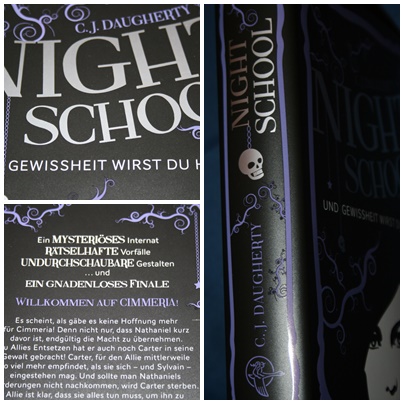 C.J. DAUGHERTY
NIGHT
SCHOOL
GEWISSHEIT WIRST DU
Ein MYSTERIÖSES Internat
RÄTSELHAFTE Vorfälle
UNDURCHSCHAUBARE Gestalten
... und
EIN GNADENLOSES FINALE
WILLKOMMEN AUF CIMMERIA!
Es scheint, als gäbe es keine Hoffnung mehr
für Cimmeria! Denn nicht nur, dass Nathaniel kurz
davor ist, endgültig die Macht zu übernehmen.
u Allies Entsetzen hat er auch noch Carter in seine
Gewalt gebracht! Carter, für den Allie mittlerweile
o viel mehr empfindet, als sie sich – und Sylvain –
eingestehen mag. Und sollte man Nathaniels
rderungen nicht nachkommen, wird Carter sterben.
Allie ist klar, dass sie alles tun muss, um ihn zu
NIGHT
SCHOOL
C.J. DAUGHERTY
NIGHT
SCHOO
UND GEWISSHEIT WIRST